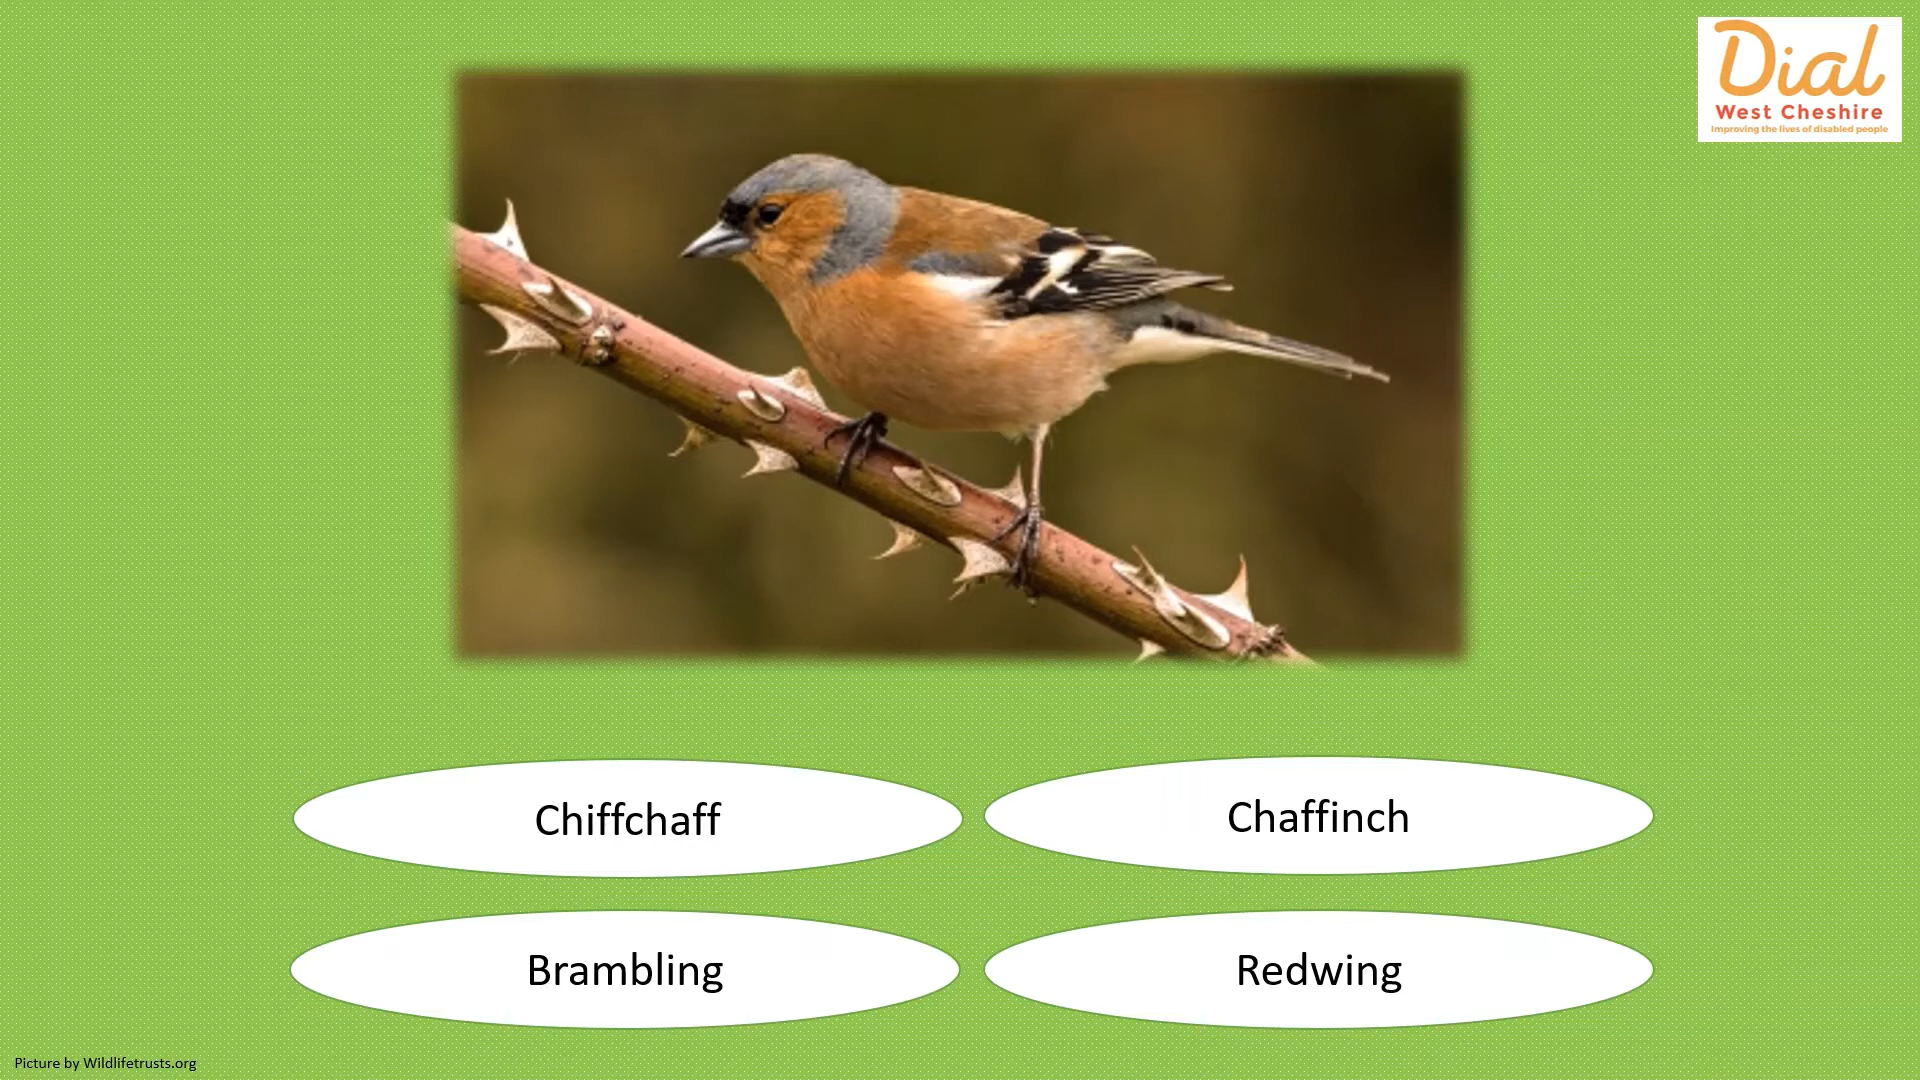 Dial
West Cheshire
Improving the lives of disabled people
Chiffchaff
Chaffinch
Brambling
Redwing
Picture by Wildlifetrusts.org